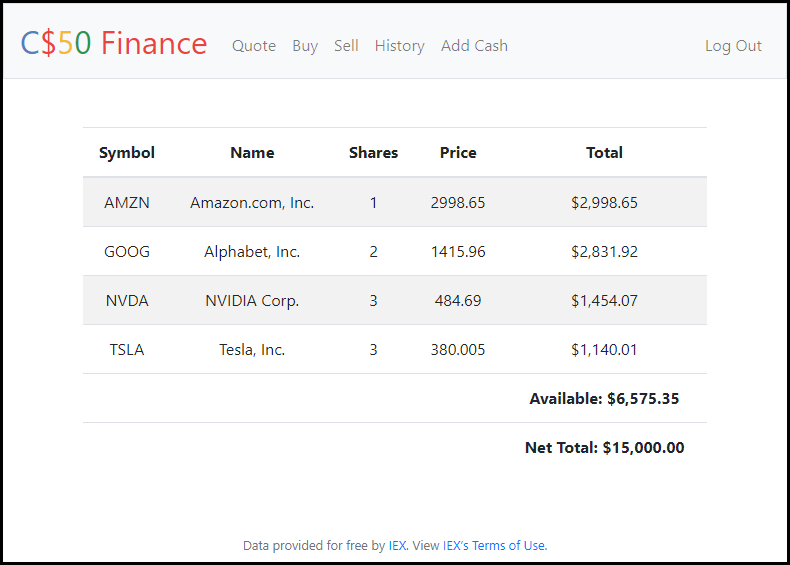 C$50 Finance Quote Buy Sell History Add Cash Log Out
Symbol Name Shares Price Total
AMZN Amazon.com, Inc. 1 2998.65 $2,998.65
GOOG Alphabet, Inc. 2 1415.96 $2,831.92
NVDA NVIDIA Corp. 3 484.69 $1,454.07
TSLA Tesla, Inc. 3 380.005 $1,140.01
Available: $6,575.35
Net Total: $15,000.00
Data provided for free by IEX. View IEX's Terms of Use.